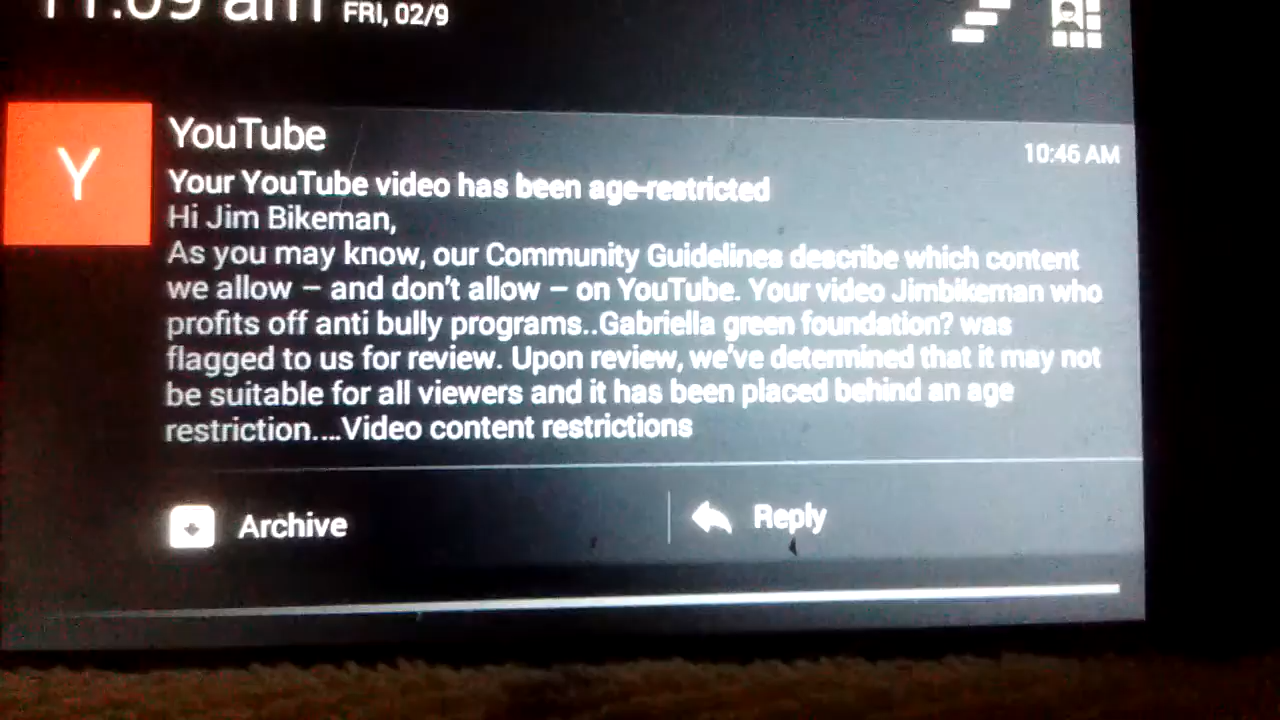 11:09 am FRI, 02/9
Y
YouTube
10:46 AM
Your YouTube video has been age-restricted
Hi Jim Bikeman,
As you may know, our Community Guidelines describe which content
we allow – and don't allow – on YouTube. Your video Jimbikeman who
profits off anti bully programs..Gabriella green foundation? was
flagged to us for review. Upon review, we've determined that it may not
be suitable for all viewers and it has been placed behind an age
restriction....Video content restrictions
Archive
Reply